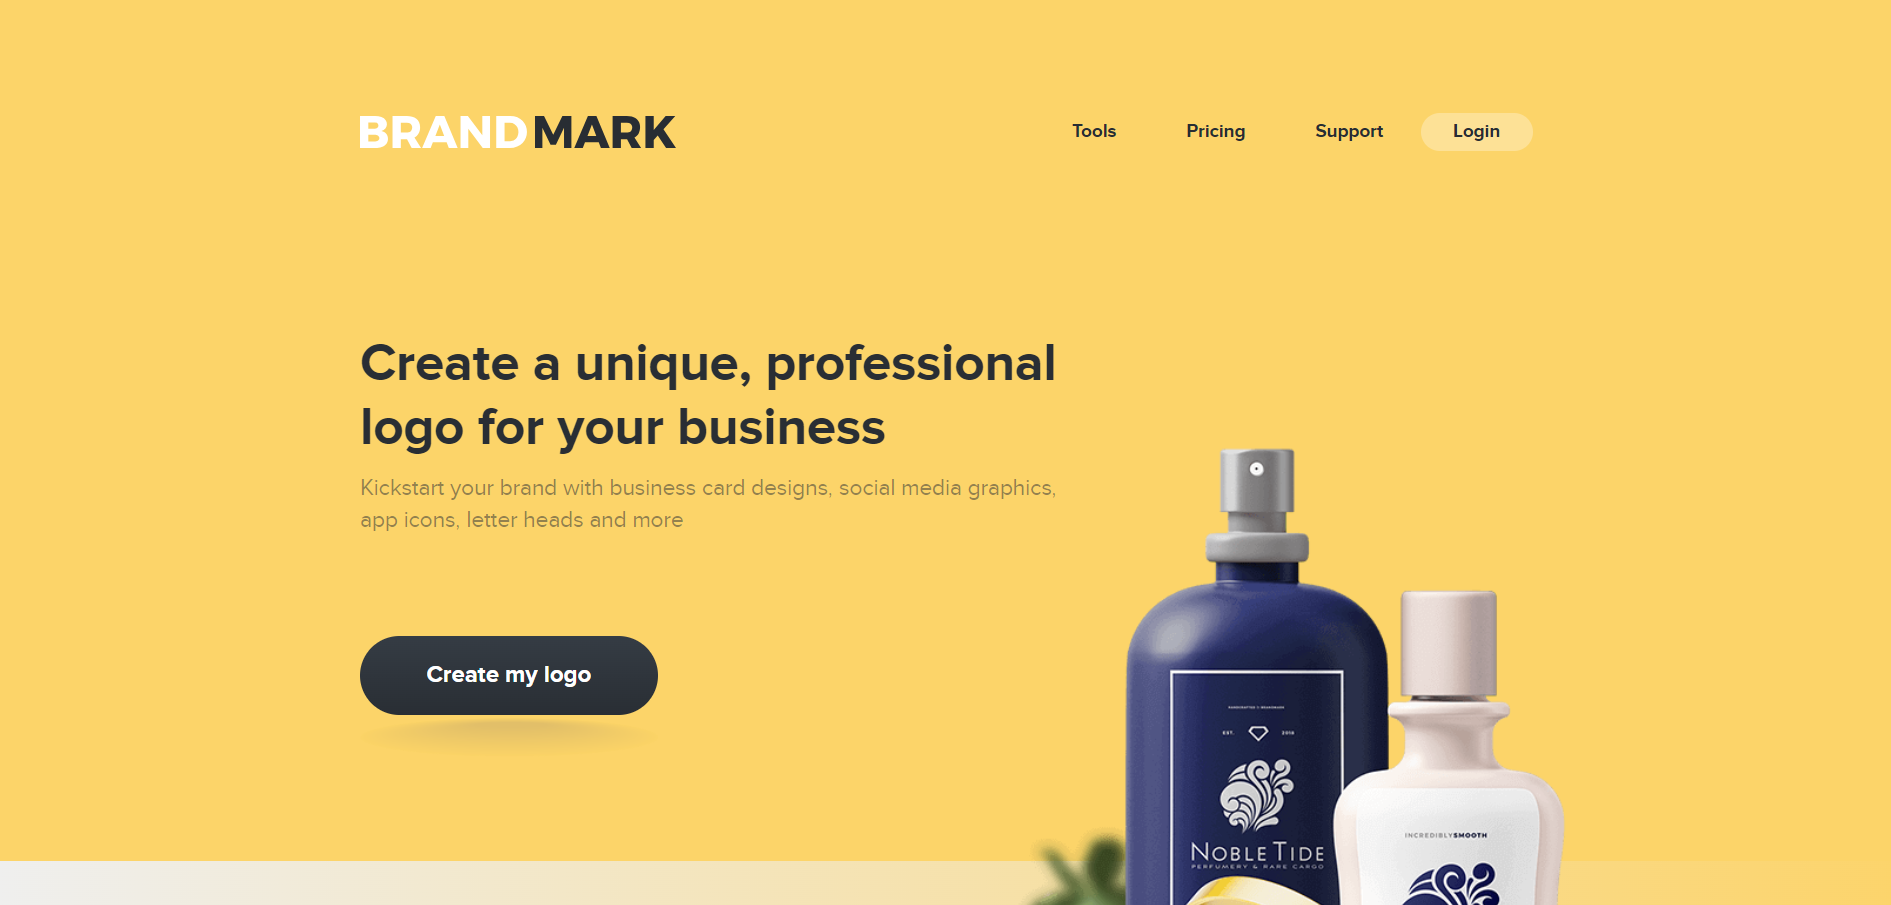 BRANDMARK
Tools
Pricing
Support
Login
Create a unique, professional
logo for your business
Kickstart your brand with business card designs, social media graphics,
app icons, letter heads and more
Create my logo
EST.
2019
NOBLE TIDE
PERFUMERY & RARE CARGO
INCREDIBLYSMOOTH